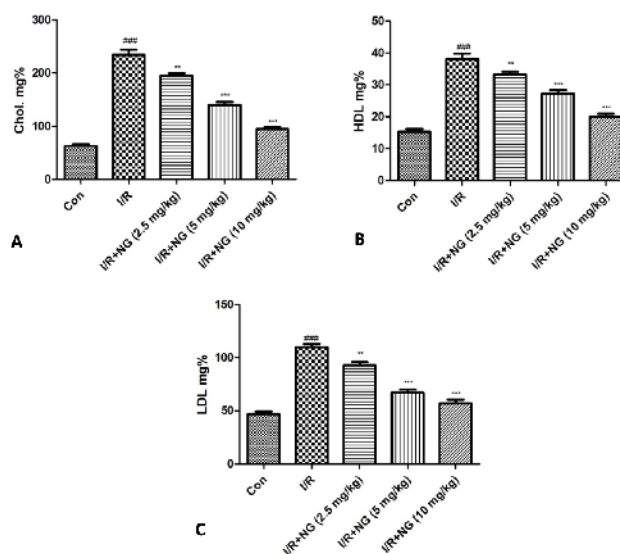 300
200
100
0
Chol. mg%
###
**
***
***
Con
I/R
I/R+NG (2.5 mg/kg)
I/R+NG (5 mg/kg)
I/R+NG (10 mg/kg)
A
50
40
30
20
10
0
HDL mg%
###
**
***
***
Con
I/R
I/R+NG (2.5 mg/kg)
I/R+NG (5 mg/kg)
I/R+NG (10 mg/kg)
B
150
100
50
0
LDL mg%
###
**
***
***
Con
I/R
I/R+NG (2.5 mg/kg)
I/R+NG (5 mg/kg)
I/R+NG (10 mg/kg)
C